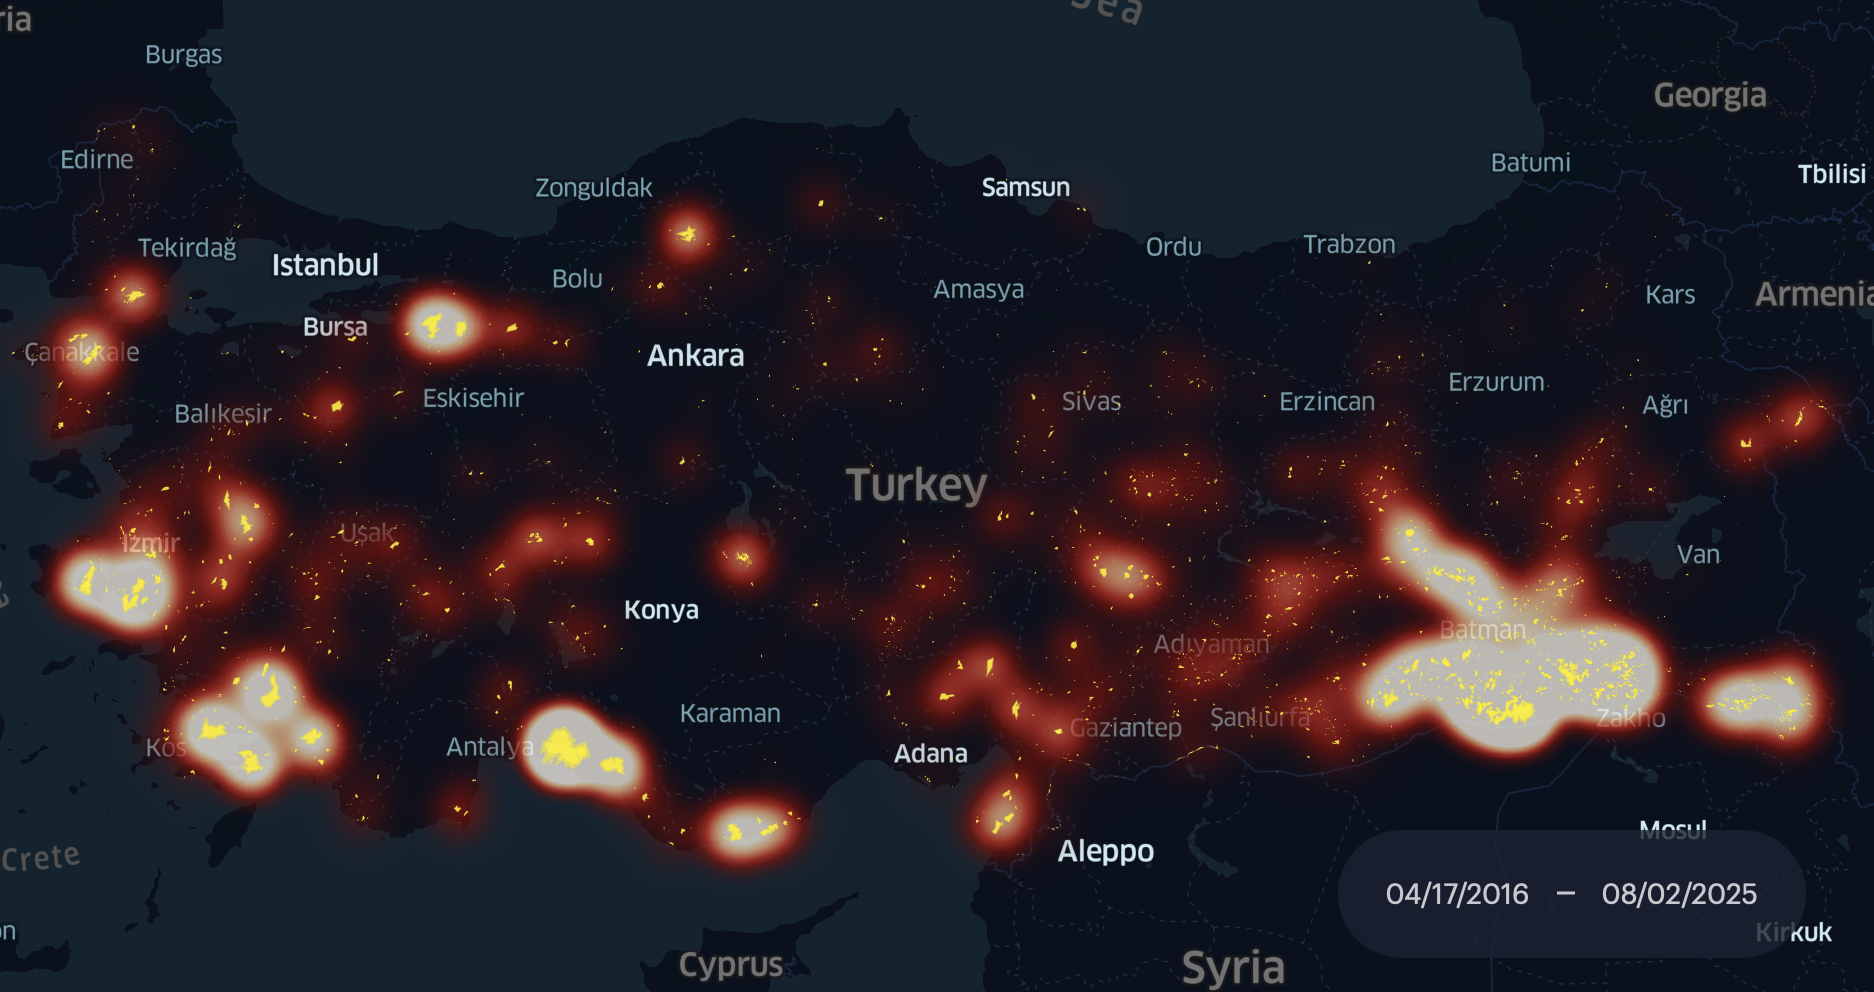 ria
Sea
Burgas
Georgia
Edirne
Batumi
Tbilisi
Zonguldak
Samsun
Tekirdağ
Istanbul
Ordu
Trabzon
Bolu
Amasya
Kars
Armenia
Bursa
Çanakkale
Ankara
Erzurum
Balıkesir
Eskisehir
Sivas
Erzincan
Ağrı
Turkey
Uşak
Izmir
Van
Konya
Batman
Adıyaman
Karaman
Gaziantep
Şanlıurfa
Zakho
Kos
Antalya
Adana
Mosul
Aleppo
Crete
04/17/2016 – 08/02/2025
on
Kirkuk
Cyprus
Syria